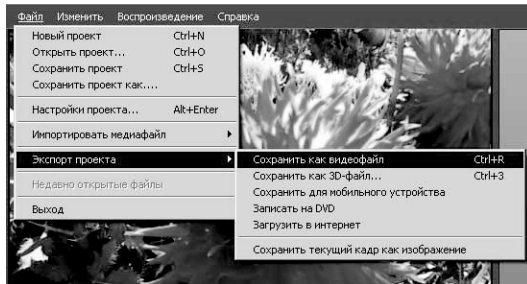 Файл Изменить Воспроизведение Справка
Новый проект Ctrl+N
Открыть проект... Ctrl+O
Сохранить проект Ctrl+S
Сохранить проект как....
Настройки проекта... Alt+Enter
Импортировать медиафайл
Экспорт проекта
Недавно открытые файлы
Выход
Сохранить как видеофайл Ctrl+R
Сохранить как 3D-файл... Ctrl+3
Сохранить для мобильного устройства
Записать на DVD
Загрузить в интернет
Сохранить текущий кадр как изображение